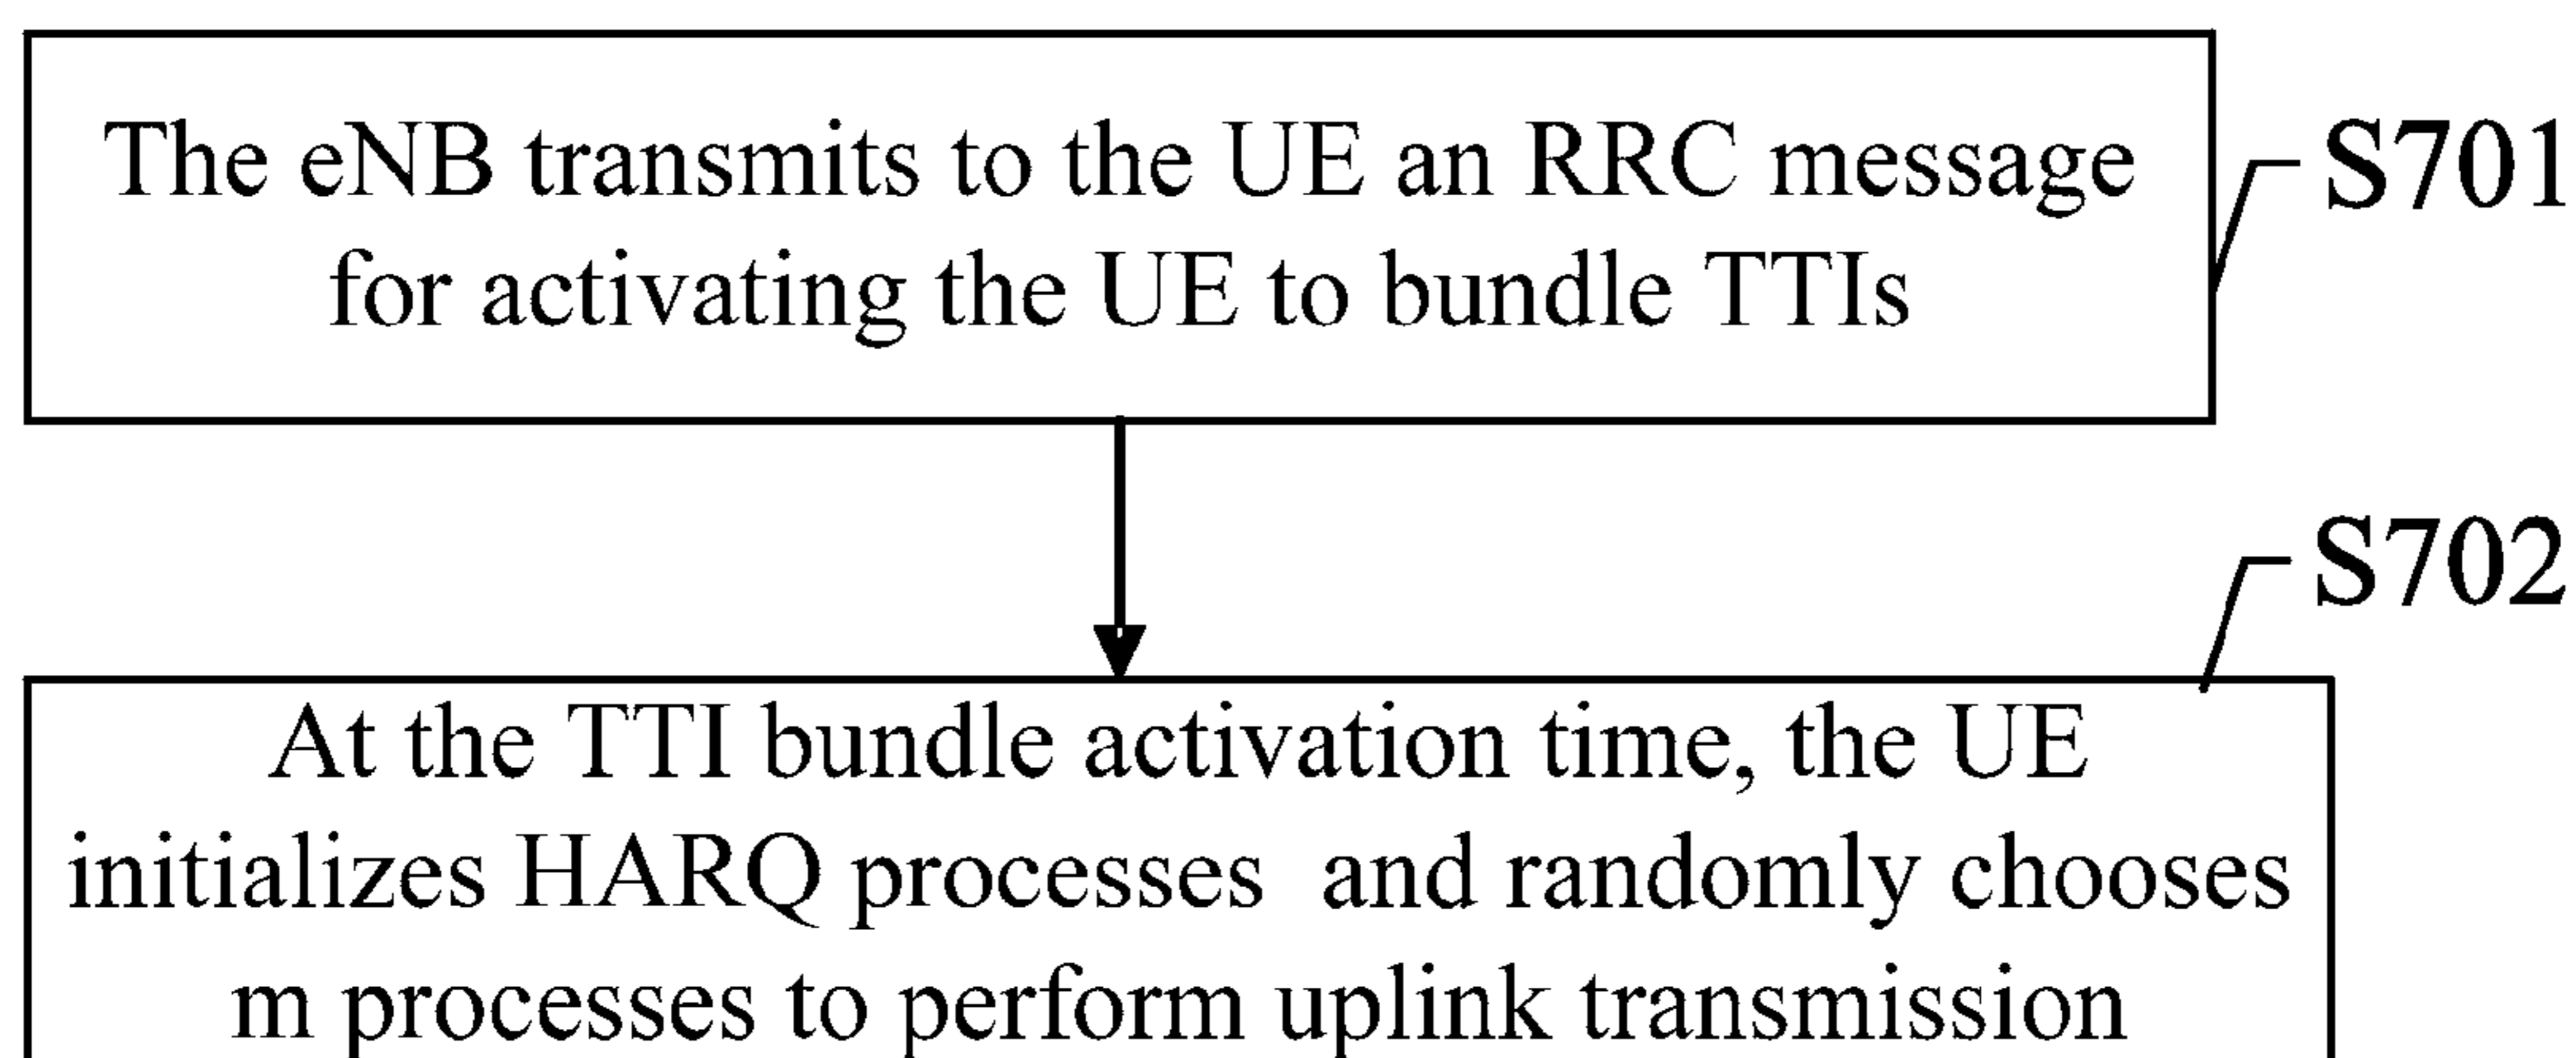 The eNB transmits to the UE an RRC message
for activating the UE to bundle TTIs
S701
S702
At the TTI bundle activation time, the UE
initializes HARQ processes and randomly chooses
m processes to perform uplink transmission